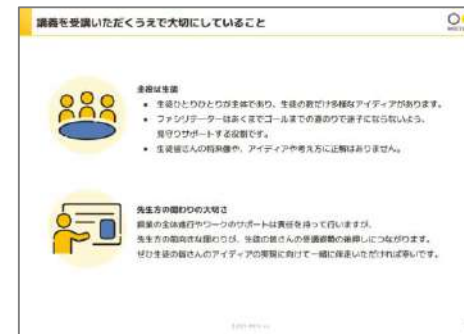 講義を受講いただくうえで大切にしていること
主役は生徒
生徒ひとりひとりが主体であり、生徒の数だけ多様なアイディアがあります。
ファシリテーターはあくまでゴールまでの道のりで迷子にならないよう、
見守りサポートする役割です。
生徒皆さんの将来像や、アイディアや考え方に正解はありません。
先生方の関わりの大切さ
授業の全体進行やワークのサポートは責任を持って行いますが、
先生方の前向きな関わりが、生徒の皆さんの受講姿勢の後押しにつながります。
ぜひ生徒の皆さんのアイディアの実現に向けて一緒に伴走いただければ幸いです。